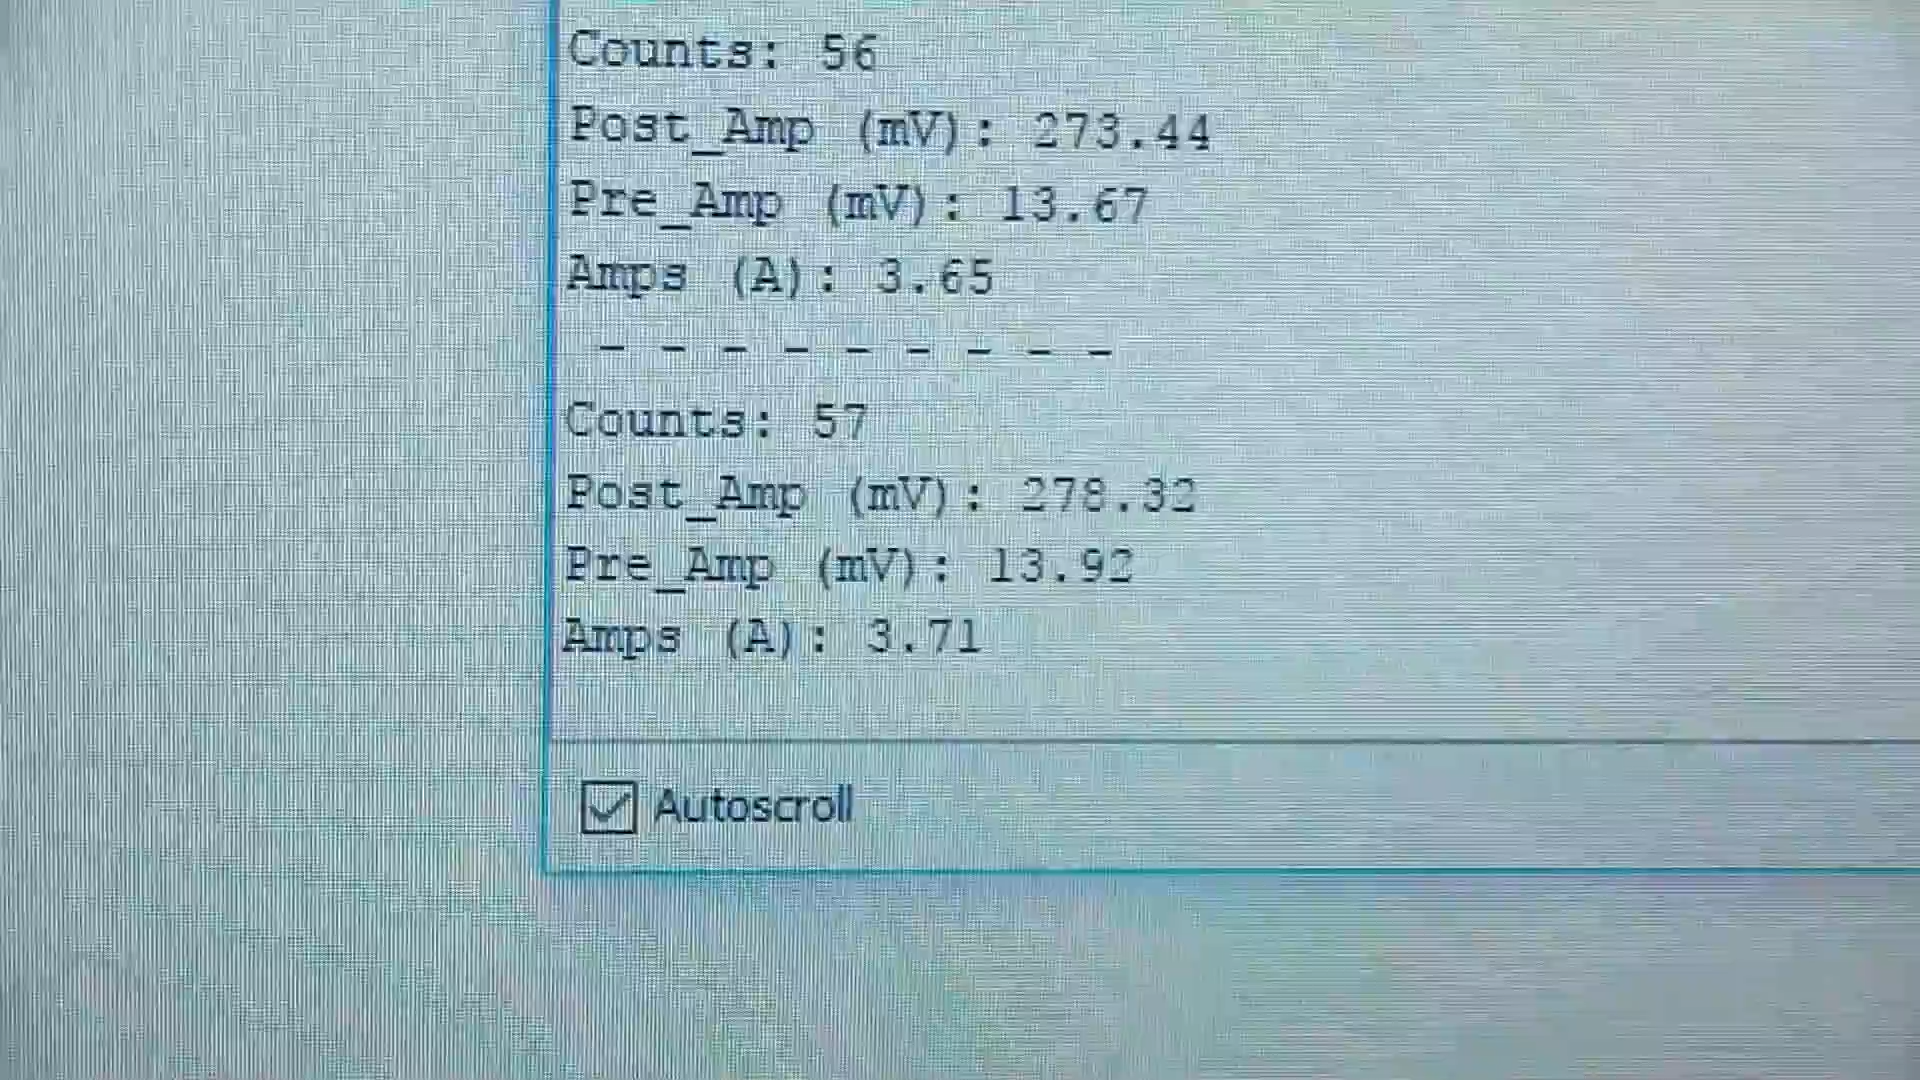 Counts: 56
Post_Amp (mV): 273.44
Pre_Amp (mV): 13.67
Amps (A): 3.65
- - - - - - - - -
Counts: 57
Post_Amp (mV): 278.32
Pre_Amp (mV): 13.92
Amps (A): 3.71
Autoscroll